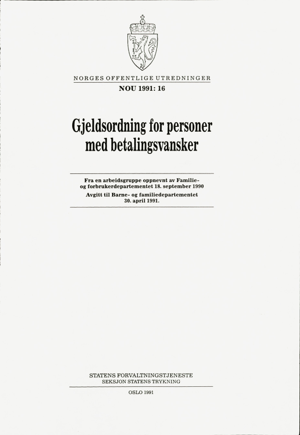 NORGES OFFENTLIGE UTREDNINGER
NOU 1991: 16
Gjeldsordning for personer
med betalingsvansker
Fra en arbeidsgruppe oppnevnt av Familie-
og forbrukerdepartementet 18. september 1990
Avgitt til Barne- og familiedepartementet
30. april 1991.
STATENS FORVALTNINGSTJENESTE
SEKSJON STATENS TRYKNING
OSLO 1991